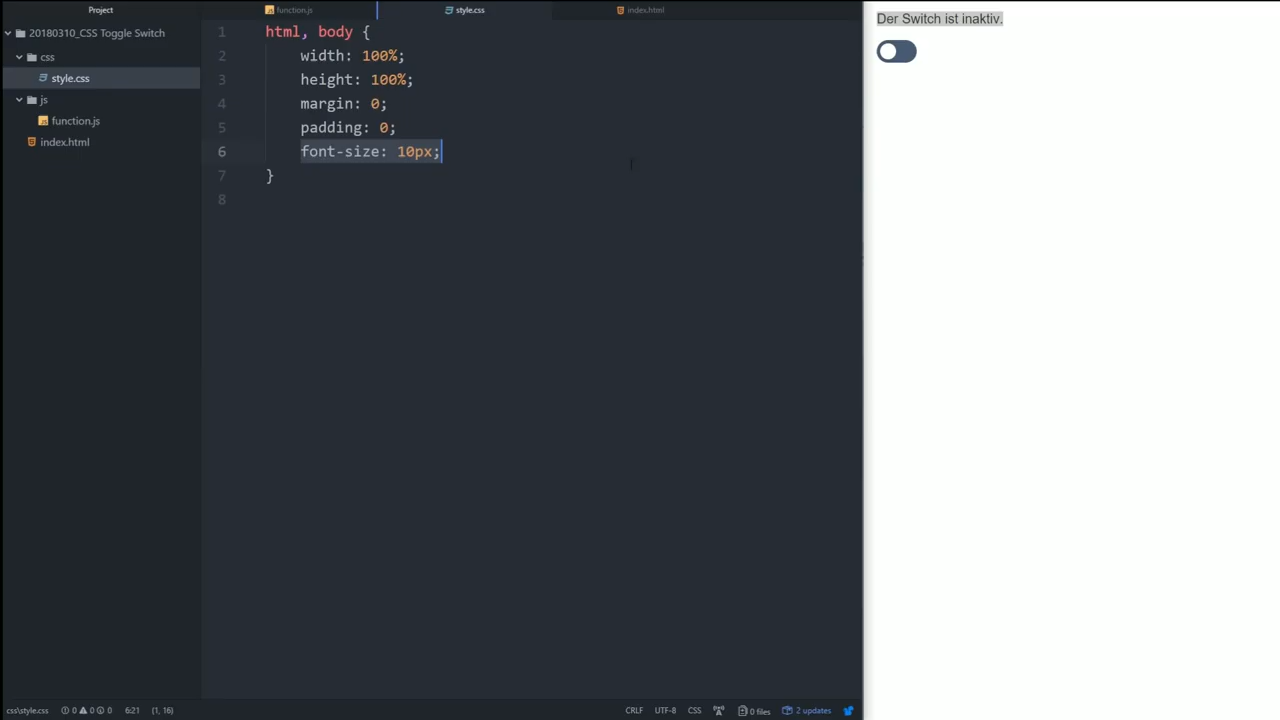 Project
20180310_CSS Toggle Switch
css
style.css
js
function.js
index.html
function.js
style.css
index.html
1 html, body {
2 width: 100%;
3 height: 100%;
4 margin: 0;
5 padding: 0;
6 font-size: 10px;
7 }
8
Der Switch ist inaktiv.
css\style.css 0 0 0 6:21 (1, 16)
CRLF UTF-8 CSS 0 files 2 updates